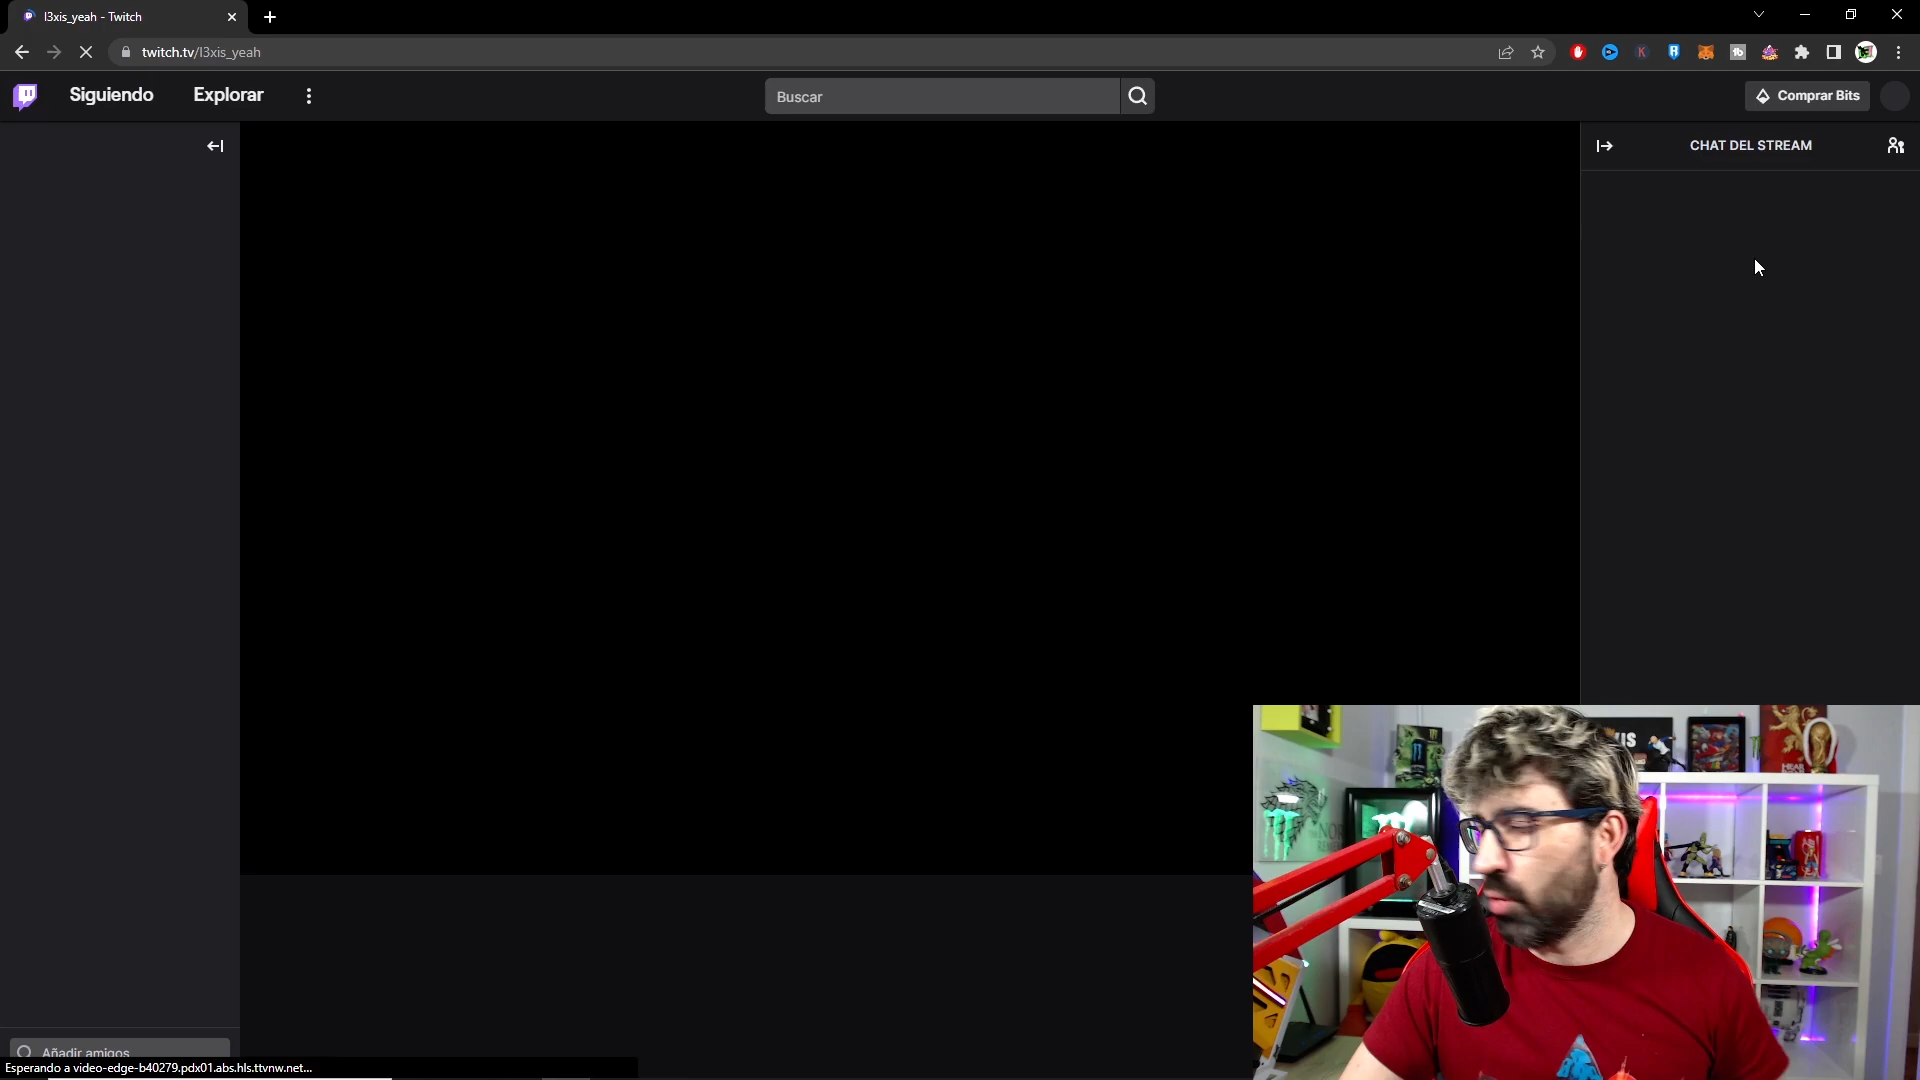 l3xis_yeah - Twitch
twitch.tv/l3xis_yeah
Siguiendo
Explorar
Buscar
Comprar Bits
CHAT DEL STREAM
Añadir amigos
Esperando a video-edge-b40279.pdx01.abs.hls.ttvnw.net...